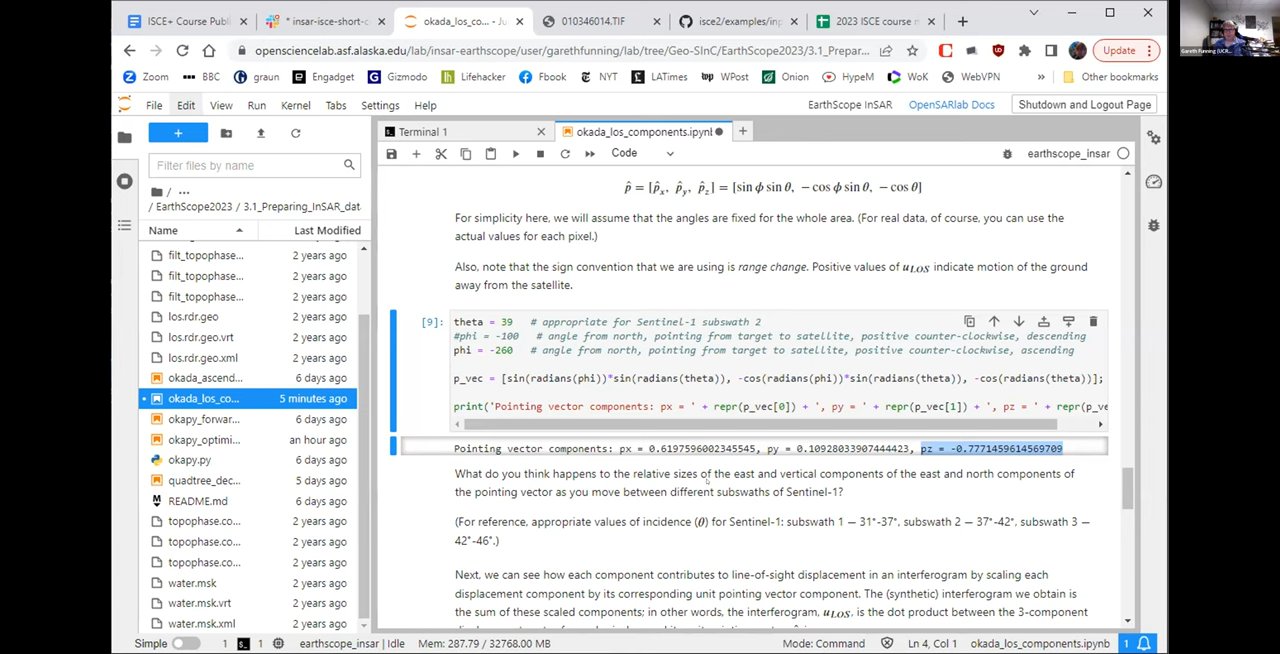 ISCE+ Course Publ
* insar-isce-short-c
okada_los_co... - Ju
010346014.TIF
isce2/examples/inp
2023 ISCE course m
opensciencelab.asf.alaska.edu/lab/insar-earthscope/user/garethfunning/lab/tree/Geo-SInC/EarthScope2023/3.1_Prepar...
Update
Zoom
BBC
graun
Engadget
Gizmodo
Lifehacker
Fbook
NYT
LATimes
WPost
Onion
HypeM
WoK
WebVPN
»
Other bookmarks
Gareth Funning (UCR...
File Edit View Run Kernel Tabs Settings Help
EarthScope InSAR
OpenSARlab Docs
Shutdown and Logout Page
Filter files by name
/ ···
/ EarthScope2023 / 3.1_Preparing_InSAR_dat
Name Last Modified
filt_topophase... 2 years ago
filt_topophase... 2 years ago
filt_topophase... 2 years ago
los.rdr.geo 2 years ago
los.rdr.geo.vrt 2 years ago
los.rdr.geo.xml 2 years ago
okada_ascend... 6 days ago
okada_los_co... 5 minutes ago
okapy_forwar... 6 days ago
okapy_optimi... an hour ago
okapy.py 6 days ago
quadtree_dec... 5 days ago
README.md 6 days ago
topophase.co... 2 years ago
topophase.co... 2 years ago
topophase.co... 2 years ago
water.msk 2 years ago
water.msk.vrt 2 years ago
water.msk.xml 2 years ago
Terminal 1
okada_los_components.ipynb
Code
earthscope_insar
p̂ = [p̂x, p̂y, p̂z] = [sin ϕ sin θ, − cos ϕ sin θ, − cos θ]
For simplicity here, we will assume that the angles are fixed for the whole area. (For real data, of course, you can use the
actual values for each pixel.)
Also, note that the sign convention that we are using is range change. Positive values of uLOS indicate motion of the ground
away from the satellite.
[9]:
theta = 39 # appropriate for Sentinel-1 subswath 2
#phi = -100 # angle from north, pointing from target to satellite, positive counter-clockwise, descending
phi = -260 # angle from north, pointing from target to satellite, positive counter-clockwise, ascending
p_vec = [sin(radians(phi))*sin(radians(theta)), -cos(radians(phi))*sin(radians(theta)), -cos(radians(theta))];
print('Pointing vector components: px = ' + repr(p_vec[0]) + ', py = ' + repr(p_vec[1]) + ', pz = ' + repr(p_ve
Pointing vector components: px = 0.6197596002345545, py = 0.10928033907444423, pz = -0.7771459614569709
What do you think happens to the relative sizes of the east and vertical components of the east and north components of
the pointing vector as you move between different subswaths of Sentinel-1?
(For reference, appropriate values of incidence (θ) for Sentinel-1: subswath 1 — 31°-37°, subswath 2 — 37°-42°, subswath 3 —
42°-46°.)
Next, we can see how each component contributes to line-of-sight displacement in an interferogram by scaling each
displacement component by its corresponding unit pointing vector component. The (synthetic) interferogram we obtain is
the sum of these scaled components: in other words, the interferogram, uLOS, is the dot product between the 3-component
Simple
1
1
earthscope_insar | Idle
Mem: 287.79 / 32768.00 MB
Mode: Command
Ln 4, Col 1
okada_los_components.ipynb
1